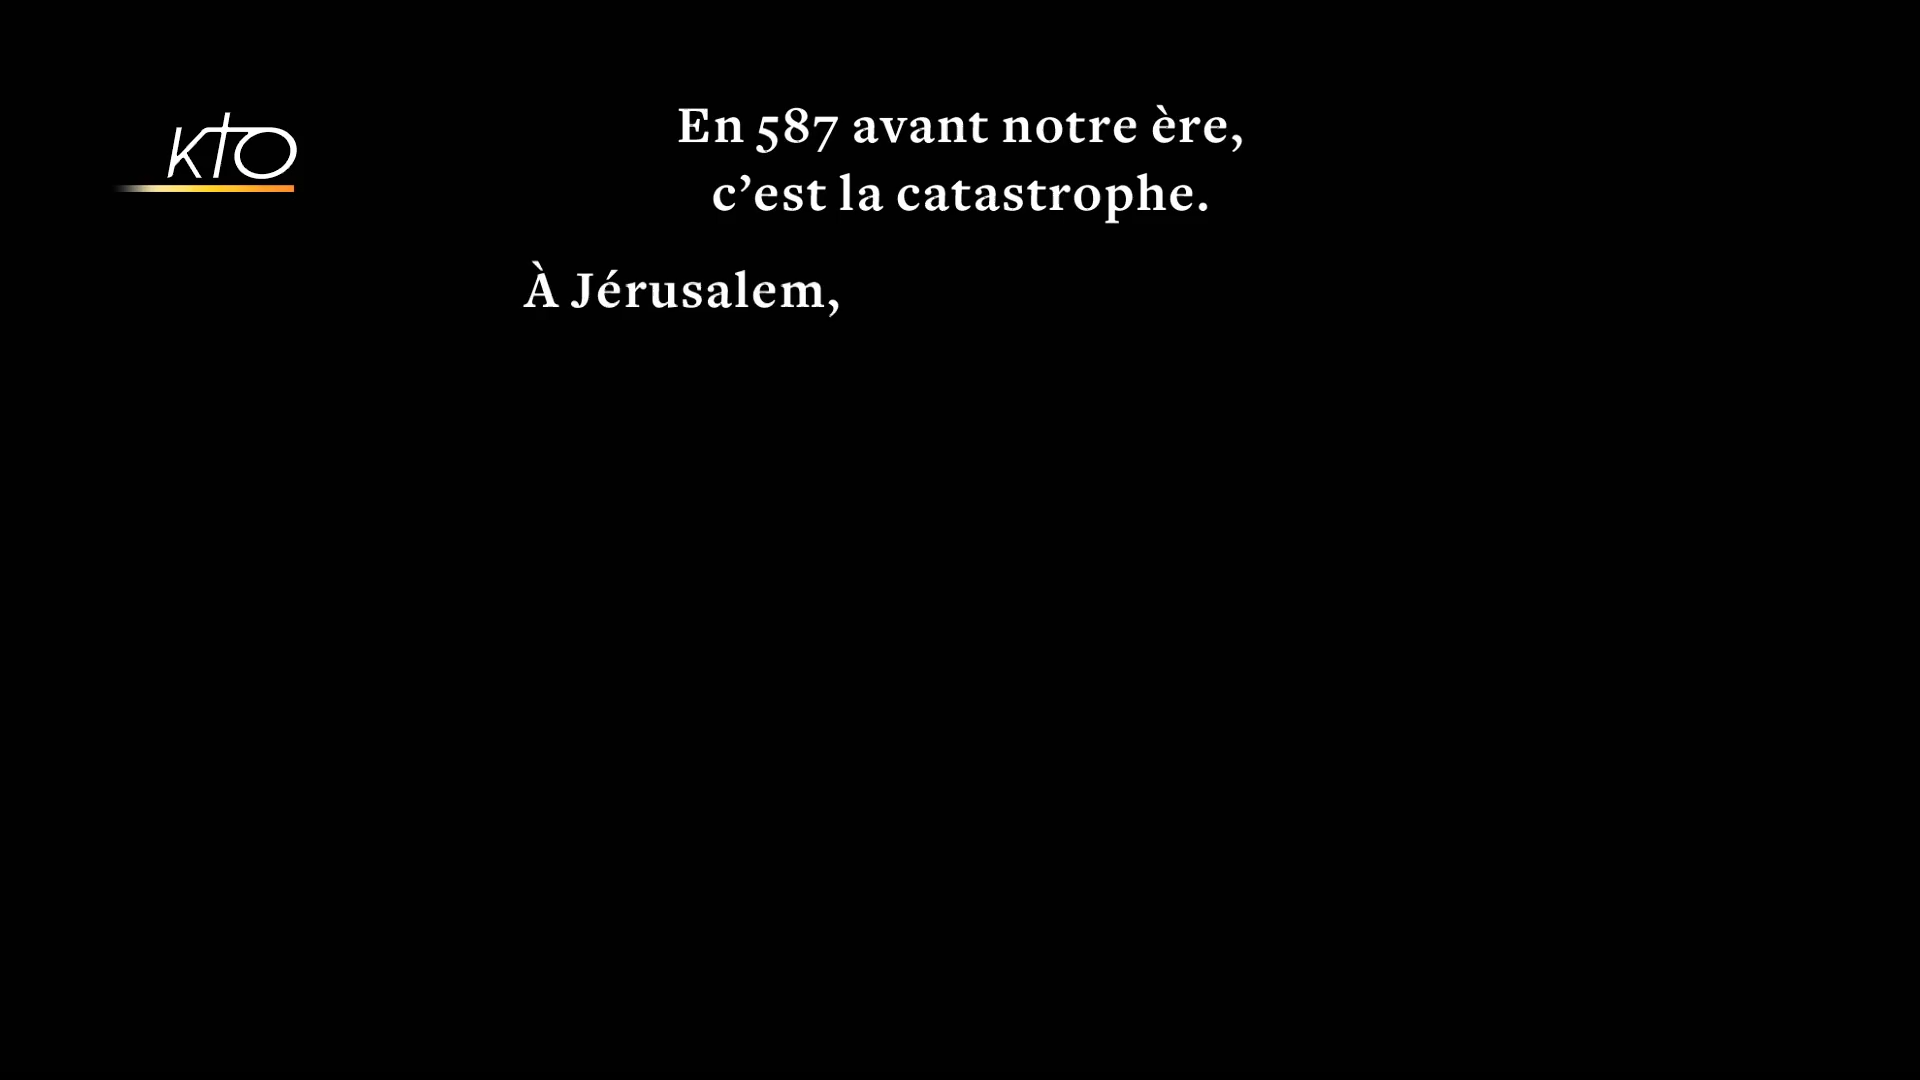 KTO
En 587 avant notre ère,
c’est la catastrophe.
À Jérusalem,